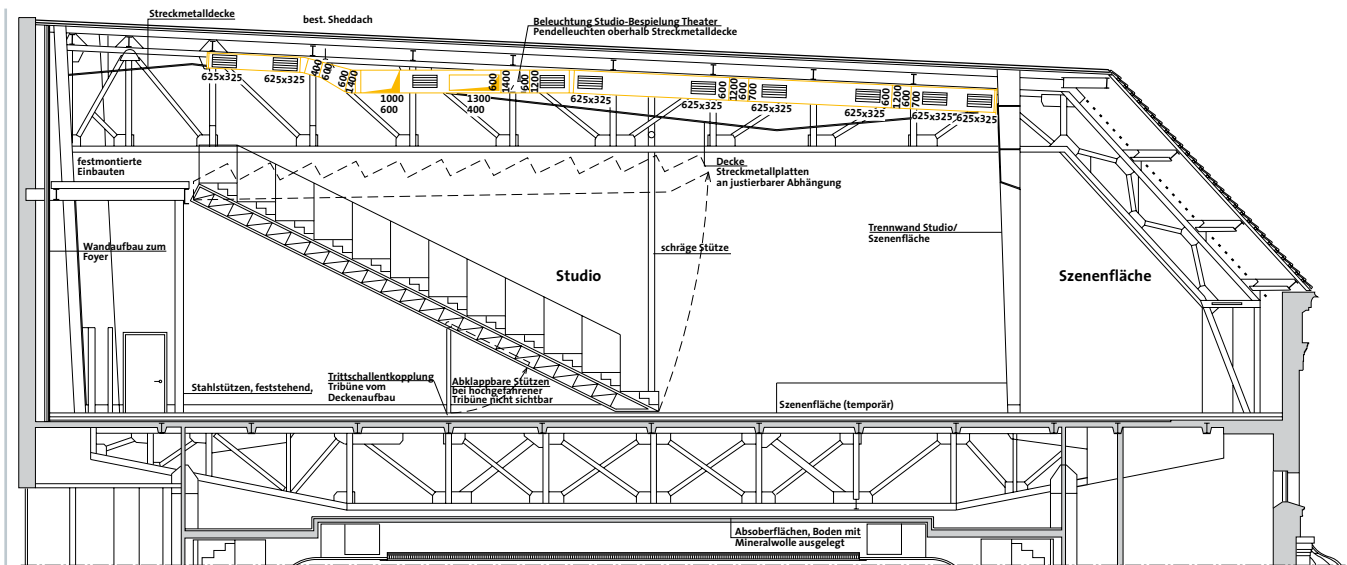 Streckmetalldecke
best. Sheddach
Beleuchtung Studio-Bespielung Theater
Pendelleuchten oberhalb Streckmetalldecke
625x325
625x325
400
600
600
1400
1000
600
1300
400
600
1400
600
1200
625x325
625x325
600
1200
600
700
625x325
625x325
600
1200
600
700
625x325
625x325
festmontierte
Einbauten
Decke
Streckmetallplatten
an justierbarer Abhängung
Wandaufbau zum
Foyer
schräge Stütze
Trennwand Studio/
Szenenfläche
Studio
Szenenfläche
Stahlstützen, feststehend,
Trittschallentkopplung
Tribüne vom
Deckenaufbau
Abklappbare Stützen
bei hochgefahrener
Tribüne nicht sichtbar
Szenenfläche (temporär)
Absoberflächen, Boden mit
Mineralwolle ausgelegt